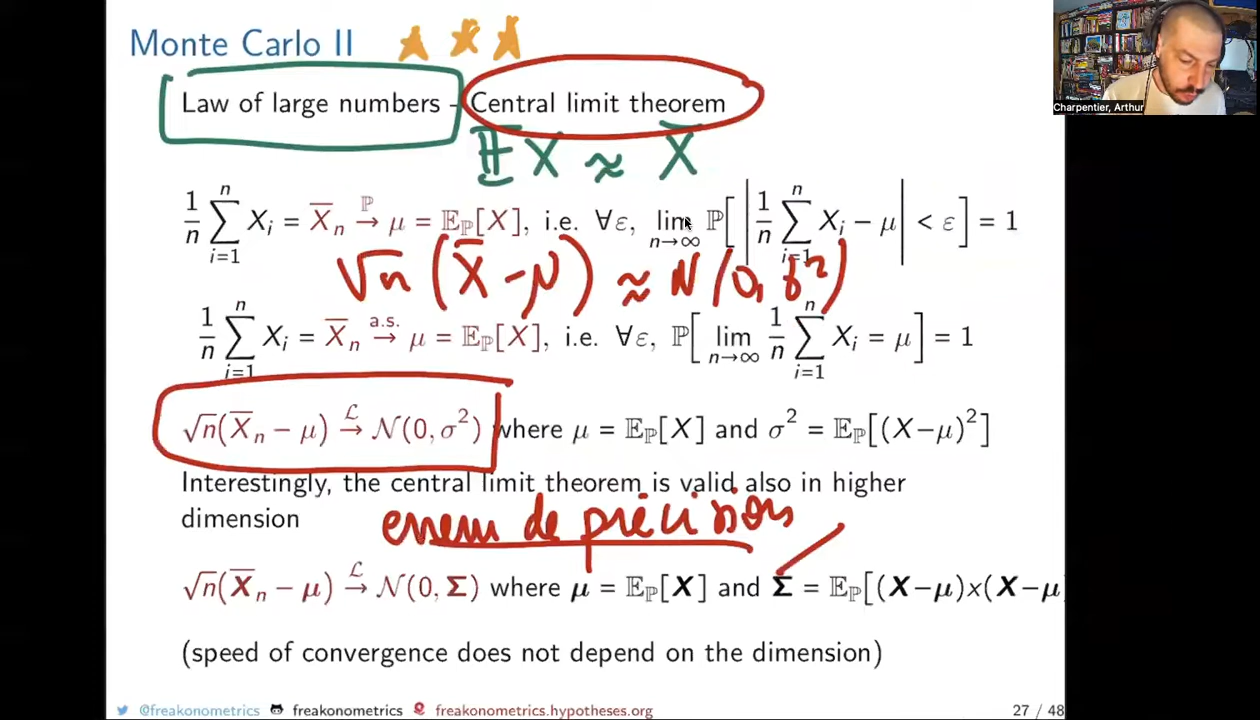 Monte Carlo II
Law of large numbers - Central limit theorem
𝔼 X ≈ X̄
1/n ∑_{i=1}^{n} X_i = X̄_n →^ℙ μ = 𝔼_ℙ[X], i.e. ∀ε, lim_{n→∞} ℙ[ | 1/n ∑_{i=1}^{n} X_i − μ | < ε ] = 1
√n (X̄ − μ) ≈ N(0, σ²)
1/n ∑_{i=1}^{n} X_i = X̄_n →^{a.s.} μ = 𝔼_ℙ[X], i.e. ∀ε, ℙ[ lim_{n→∞} 1/n ∑_{i=1}^{n} X_i = μ ] = 1
√n(X̄_n − μ) →^ℒ 𝒩(0, σ²) where μ = 𝔼_ℙ[X] and σ² = 𝔼_ℙ[(X−μ)²]
Interestingly, the central limit theorem is valid also in higher
dimension
erreur de précision
√n(X̄_n − μ) →^ℒ 𝒩(0, Σ) where μ = 𝔼_ℙ[X] and Σ = 𝔼_ℙ[(X−μ)×(X−μ
(speed of convergence does not depend on the dimension)
@freakonometrics freakonometrics freakonometrics.hypotheses.org 27 / 48
Charpentier, Arthur